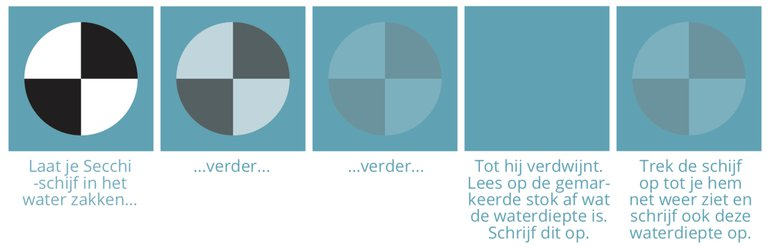 Laat je Secchi
-schijf in het
water zakken...
...verder...
...verder...
Tot hij verdwijnt.
Lees op de gemar-
keerde stok af wat
de waterdiepte is.
Schrijf dit op.
Trek de schijf
op tot je hem
net weer ziet en
schrijf ook deze
waterdiepte op.